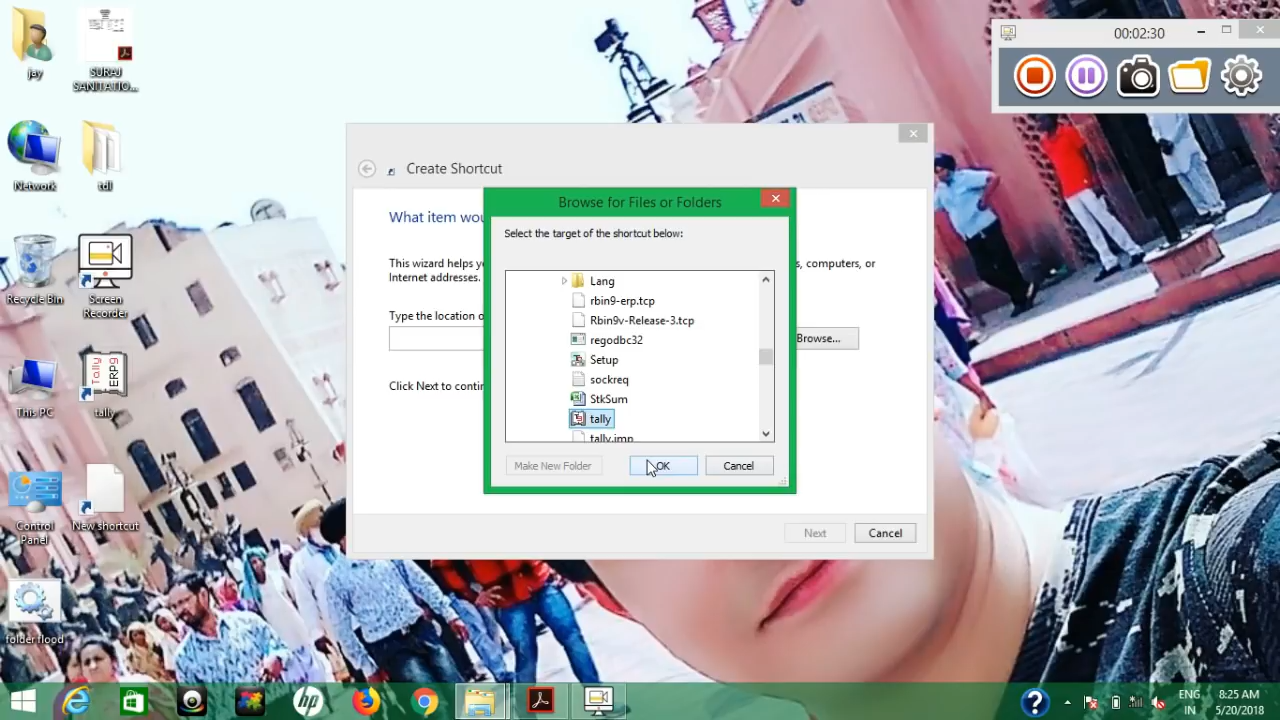 jay
SURAJ
SANITATIO...
Network
tdl
Recycle Bin
Screen
Recorder
This PC
Tally
ERP9
tally
Control
Panel
New shortcut
folder flood
00:02:30
Create Shortcut
What item wou
This wizard helps y
s, computers, or
Internet addresses.
Type the location o
Browse...
Click Next to contin
Next
Cancel
Browse for Files or Folders
Select the target of the shortcut below:
Lang
rbin9-erp.tcp
Rbin9v-Release-3.tcp
regodbc32
Setup
sockreq
StkSum
tally
tally.imp
Make New Folder
OK
Cancel
hp
ENG
IN
8:25 AM
5/20/2018